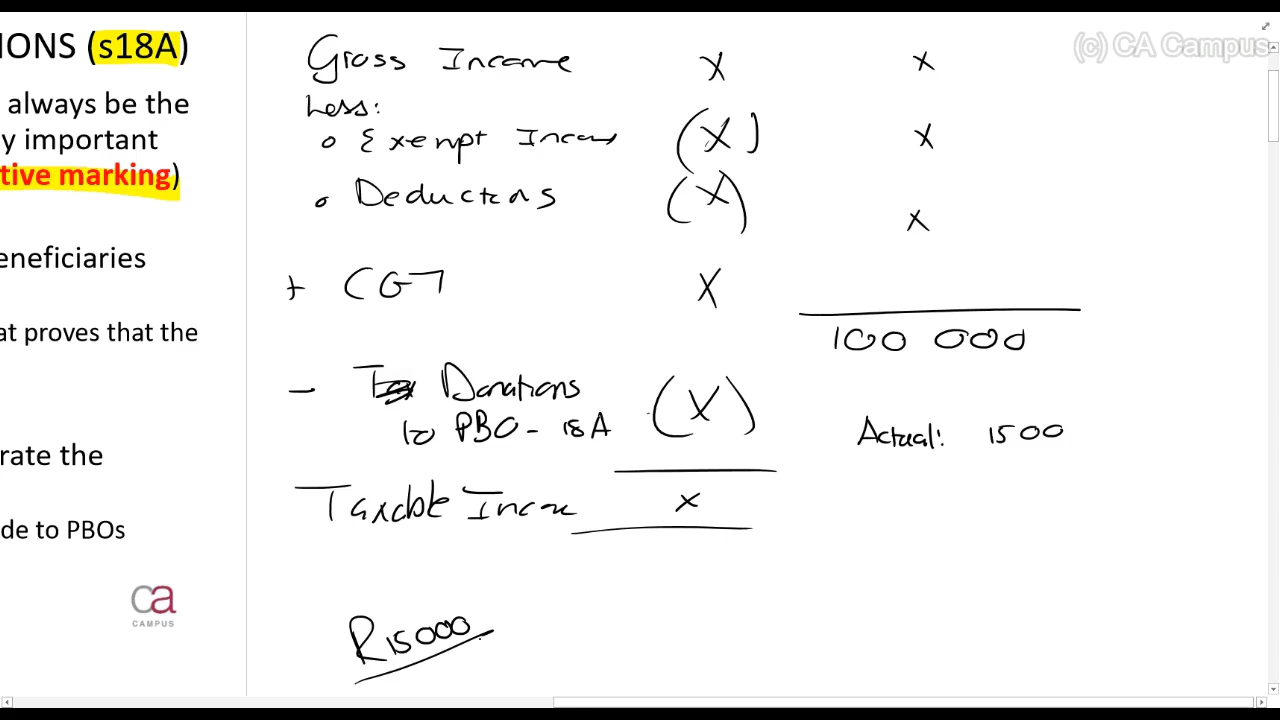 (c) CA Campus
IONS (s18A)
always be the
y important
tive marking)
eneficiaries
at proves that the
rate the
de to PBOs
ca
CAMPUS
Gross Income X X
Less:
o Exempt Incom (X) X
o Deductions (X) X
+ CGT X
100 000
- Donations (X)
to PBO - 18A
Actual: 1500
Taxable Income X
R15000